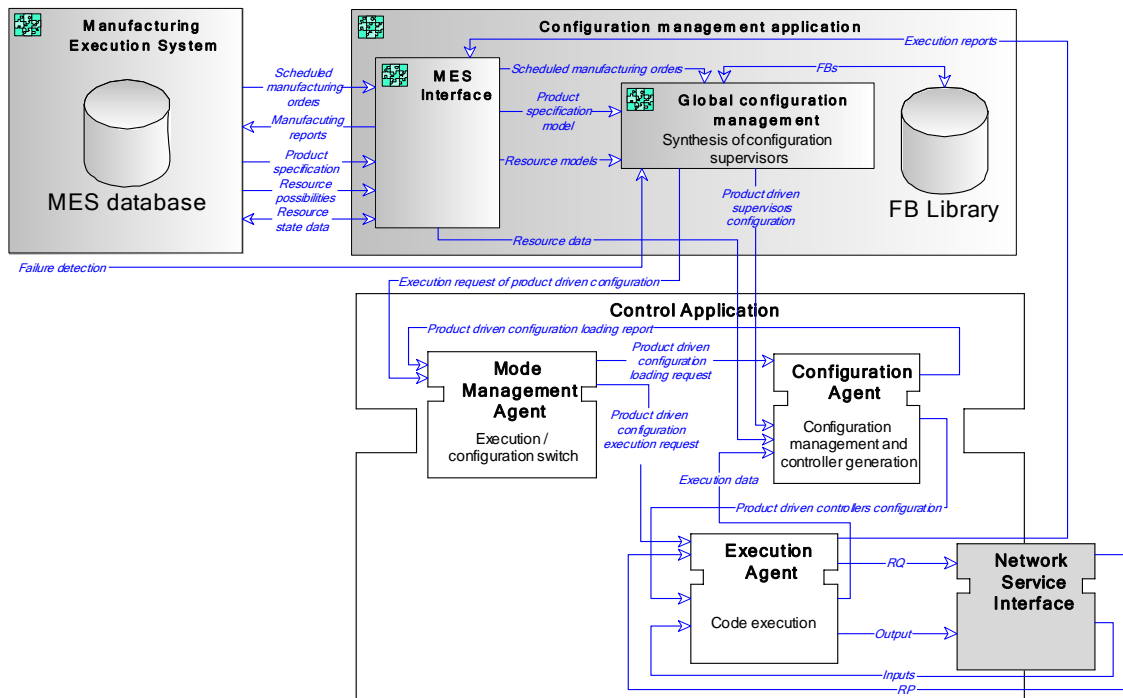 Manufacturing
Execution System
MES database
Scheduled
manufacturing
orders
Manufacuting
reports
Product
specification
Resource
possibilities
Resource
state data
Configuration management application
Execution reports
MES
Interface
Scheduled manufacturing orders
Product
specification
model
Resource models
FBs
Global configuration
management
Synthesis of configuration
supervisors
FB Library
Product driven
supervisors
configuration
Resource data
Failure detection
Execution request of product driven configuration
Control Application
Product driven configuration loading report
Mode
Management
Agent
Execution /
configuration switch
Product driven
configuration
loading request
Product driven
configuration
execution request
Configuration
Agent
Configuration
management and
controller generation
Execution data
Product driven controllers configuration
Execution
Agent
Code execution
RQ
Output
Network
Service
Interface
Inputs
RP